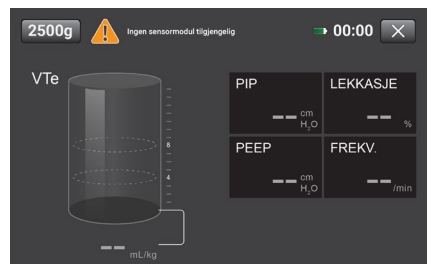 2500g
Ingen sensormodul tilgjengelig
00:00
VTe
8
4
-- mL/kg
PIP
-- cm H₂O
LEKKASJE
-- %
PEEP
-- cm H₂O
FREKV.
-- /min